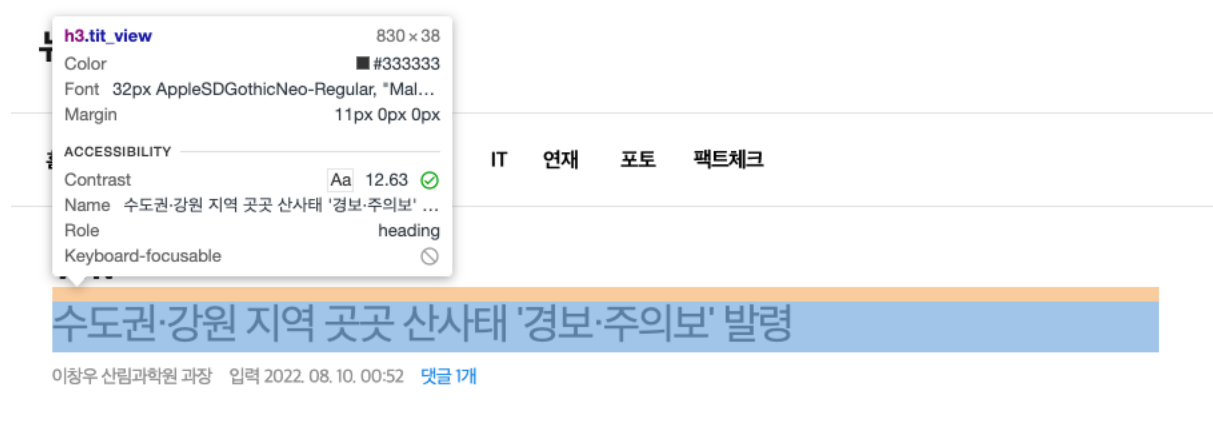 h3.tit_view 830 × 38
Color #333333
Font 32px AppleSDGothicNeo-Regular, "Mal...
Margin 11px 0px 0px
ACCESSIBILITY
Contrast Aa 12.63
Name 수도권·강원 지역 곳곳 산사태 '경보·주의보' ...
Role heading
Keyboard-focusable
IT 연재 포토 팩트체크
수도권·강원 지역 곳곳 산사태 '경보·주의보' 발령
이창우 산림과학원 과장 입력 2022. 08. 10. 00:52 댓글 1개